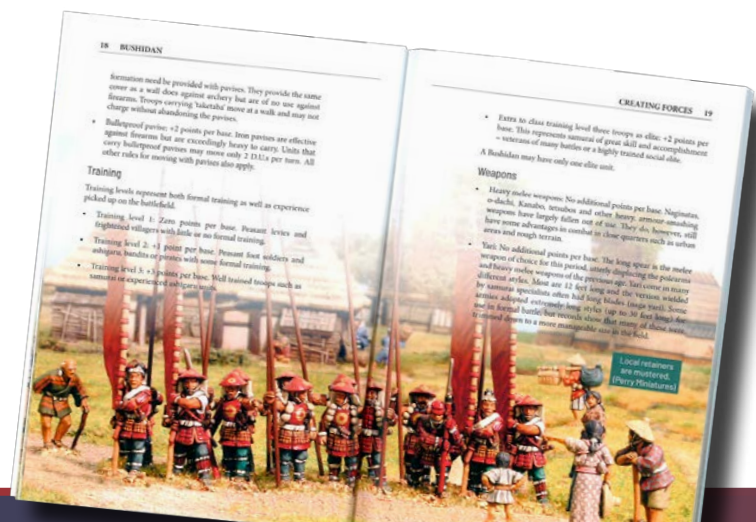 18 BUSHIDAN
formation need be provided with pavises. They provide the same
cover as a wall does against archery but are of no use against
firearms. Troops carrying 'taketaba' move at a walk and may not
charge without abandoning the pavises.
• Bulletproof pavise: +2 points per base. Iron pavises are effective
against firearms but are exceedingly heavy to carry. Units that
carry bulletproof pavises may move only 2 D.U.s per turn. All
other rules for moving with pavises also apply.
Training
Training levels represent both formal training as well as experience
picked up on the battlefield.
• Training level 1: Zero points per base. Peasant levies and
frightened villagers with little or no formal training.
• Training level 2: +1 point per base. Peasant foot soldiers and
ashigaru, bandits or pirates with some formal training.
• Training level 3: +3 points per base. Well trained troops such as
samurai or experienced ashigaru units.
CREATING FORCES 19
• Extra to class training level three troops as elite: +2 points per
base. This represents samurai of great skill and accomplishment
– veterans of many battles or a highly trained social elite.
A Bushidan may have only one elite unit.
Weapons
• Heavy melee weapons: No additional points per base. Naginatas,
o-dachi, Kanabo, tetsubos and other heavy, armour-smashing
weapons have largely fallen out of use. They do, however, still
have some advantages in combat in close quarters such as urban
areas and rough terrain.
• Yari: No additional points per base. The long spear is the melee
weapon of choice for this period, utterly displacing the polearms
and heavy melee weapons of the previous age. Yari come in many
different styles. Most are 12 feet long and the version wielded
by samurai specialists often had long blades (nage yari). Some
armies adopted extremely long styles (up to 30 feet long) for
use in formal battles but records show that many of these were
trimmed down to a more manageable size in the field.
Local retainers
are mustered.
(Perry Miniatures)